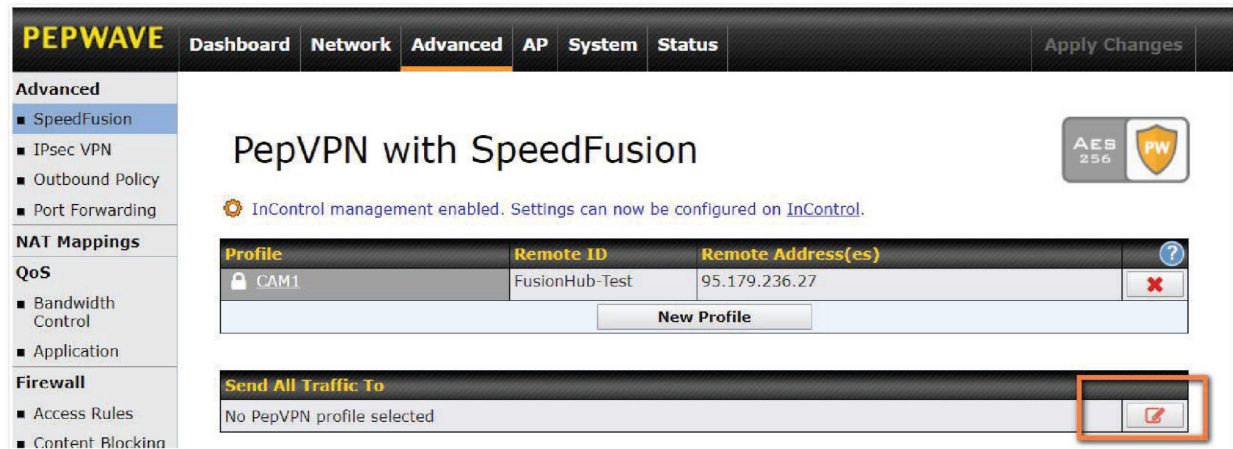 PEPWAVE
Dashboard Network Advanced AP System Status Apply Changes
Advanced
SpeedFusion
IPsec VPN
Outbound Policy
Port Forwarding
NAT Mappings
QoS
Bandwidth
Control
Application
Firewall
Access Rules
Content Blocking
PepVPN with SpeedFusion
AES
256
PW
InControl management enabled. Settings can now be configured on InControl.
Profile Remote ID Remote Address(es) ?
CAM1 FusionHub-Test 95.179.236.27
New Profile
Send All Traffic To
No PepVPN profile selected